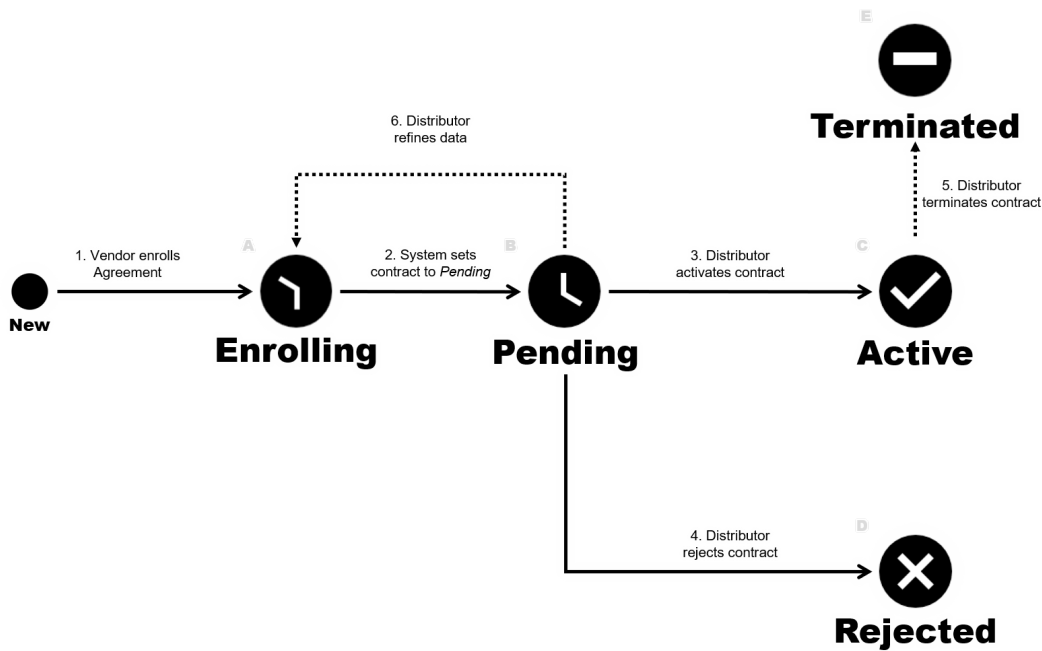 E
Terminated
6. Distributor
refines data
5. Distributor
terminates contract
A
B
C
1. Vendor enrolls
Agreement
2. System sets
contract to Pending
3. Distributor
activates contract
New
Enrolling
Pending
Active
D
4. Distributor
rejects contract
Rejected